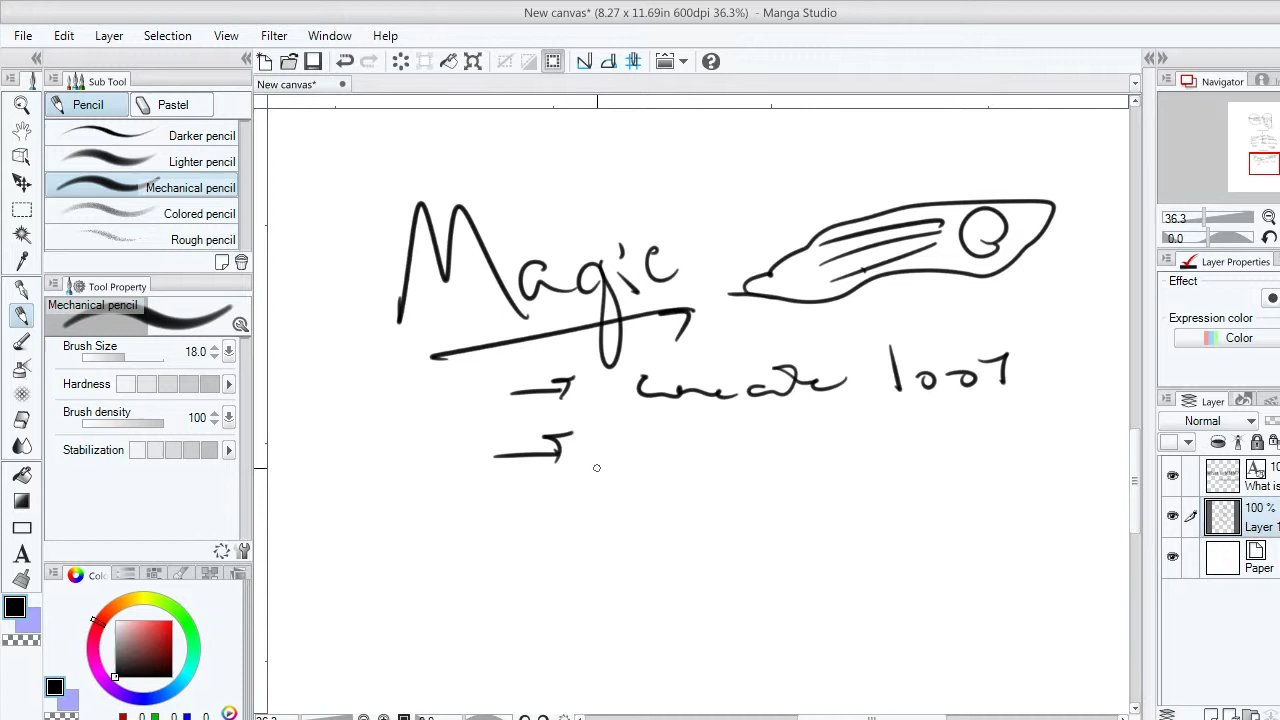 New canvas* (8.27 x 11.69in 600dpi 36.3%) - Manga Studio
File Edit Layer Selection View Filter Window Help
Sub Tool
New canvas*
Navigator
Pencil Pastel
Darker pencil
Lighter pencil
Mechanical pencil
Colored pencil
Rough pencil
Tool Property
Mechanical pencil
Brush Size 18.0
Hardness
Brush density 100
Stabilization
Magic
→ create loot
→
36.3
0.0
Layer Properties
Effect
Expression color
Color
Layer
Normal
What is
100 %
Layer 1
Paper